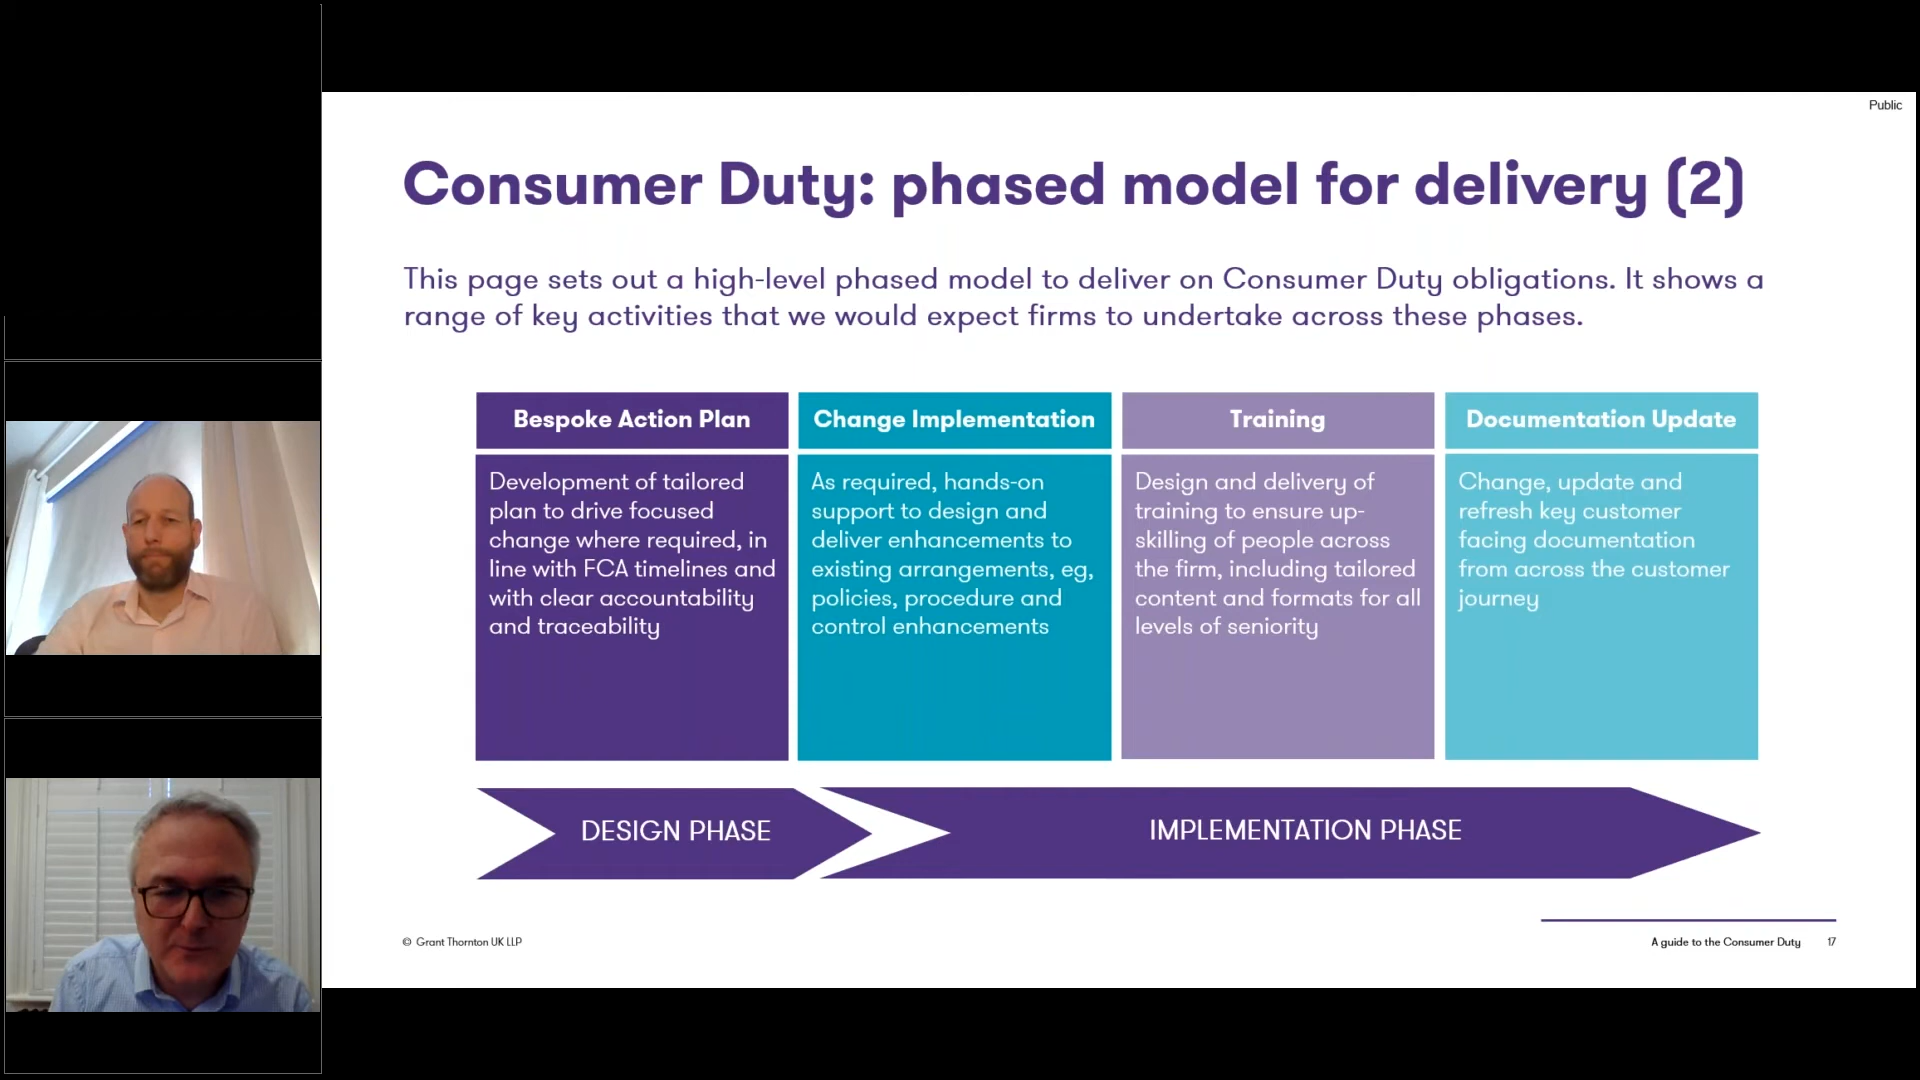 Public
Consumer Duty: phased model for delivery (2)
This page sets out a high-level phased model to deliver on Consumer Duty obligations. It shows a
range of key activities that we would expect firms to undertake across these phases.
Bespoke Action Plan
Development of tailored
plan to drive focused
change where required, in
line with FCA timelines and
with clear accountability
and traceability
Change Implementation
As required, hands-on
support to design and
deliver enhancements to
existing arrangements, eg,
policies, procedure and
control enhancements
Training
Design and delivery of
training to ensure up-
skilling of people across
the firm, including tailored
content and formats for all
levels of seniority
Documentation Update
Change, update and
refresh key customer
facing documentation
from across the customer
journey
DESIGN PHASE
IMPLEMENTATION PHASE
© Grant Thornton UK LLP
A guide to the Consumer Duty 17